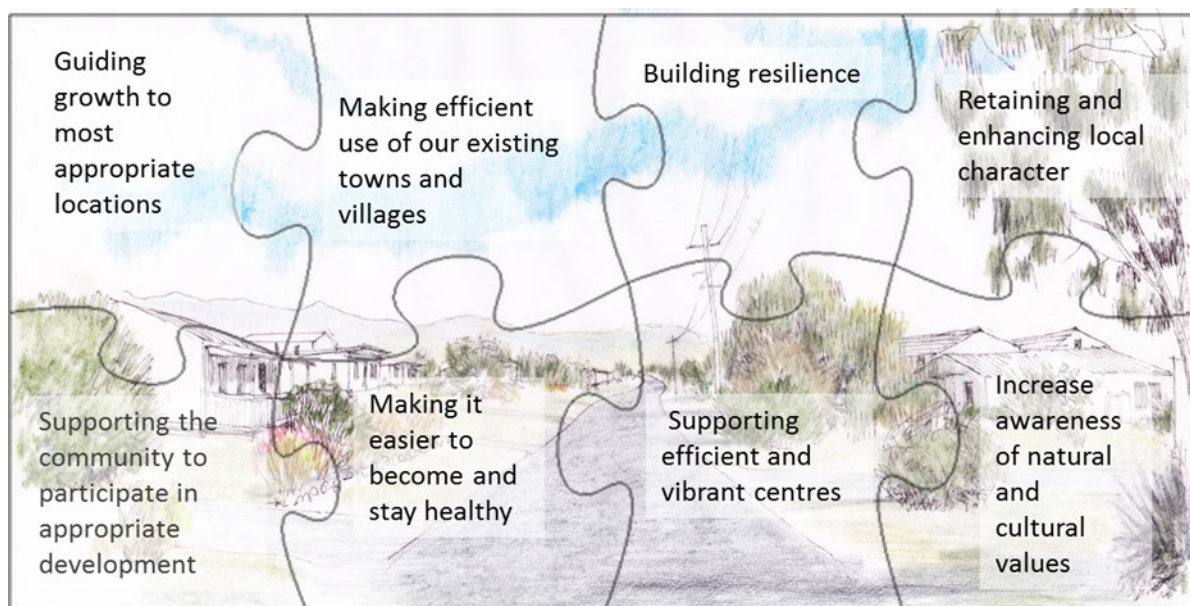 Guiding
growth to
most
appropriate
locations
Making efficient
use of our existing
towns and
villages
Building resilience
Retaining and
enhancing local
character
Supporting the
community to
participate in
appropriate
development
Making it
easier to
become and
stay healthy
Supporting
efficient and
vibrant centres
Increase
awareness
of natural
and
cultural
values